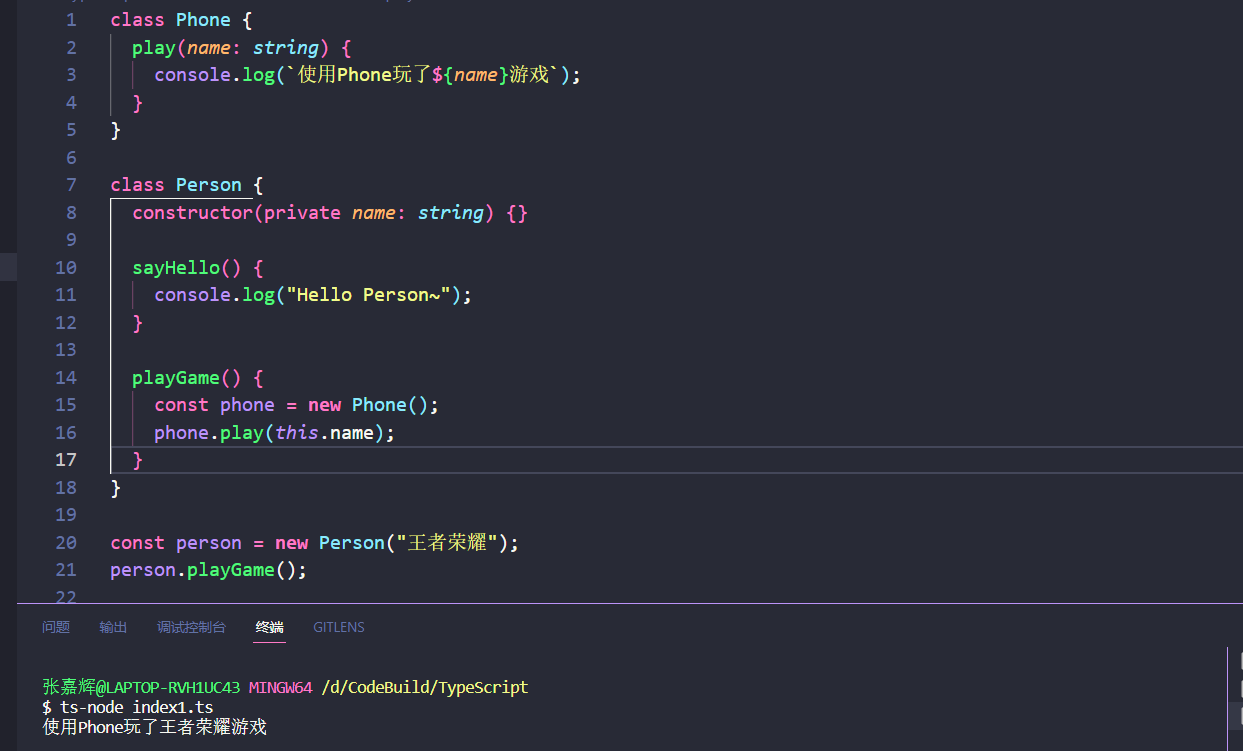 1 class Phone {
2 play(name: string) {
3 console.log(`使用Phone玩了${name}游戏`);
4 }
5 }
6
7 class Person {
8 constructor(private name: string) {}
9
10 sayHello() {
11 console.log("Hello Person~");
12 }
13
14 playGame() {
15 const phone = new Phone();
16 phone.play(this.name);
17 }
18 }
19
20 const person = new Person("王者荣耀");
21 person.playGame();
22
问题 输出 调试控制台 终端 GITLENS
张嘉辉@LAPTOP-RVH1UC43 MINGW64 /d/CodeBuild/TypeScript
$ ts-node index1.ts
使用Phone玩了王者荣耀游戏